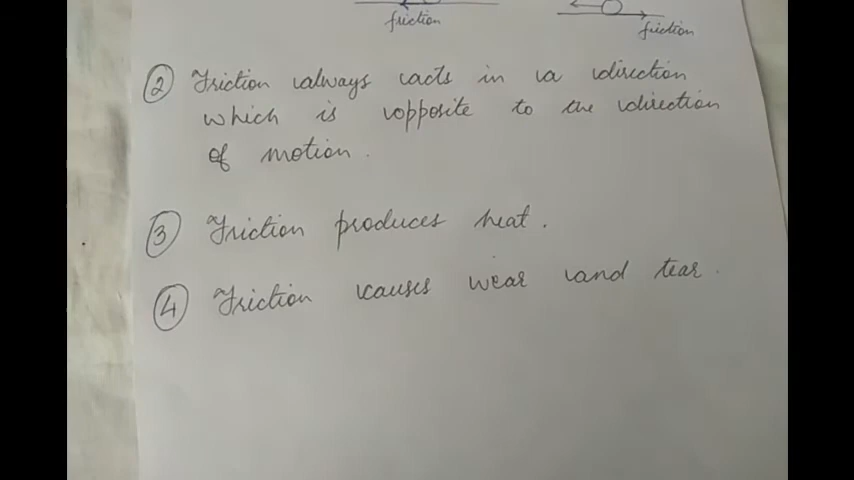 friction
friction
② Friction always acts in a direction
which is opposite to the direction
of motion.
③ Friction produces heat.
④ Friction causes wear and tear.